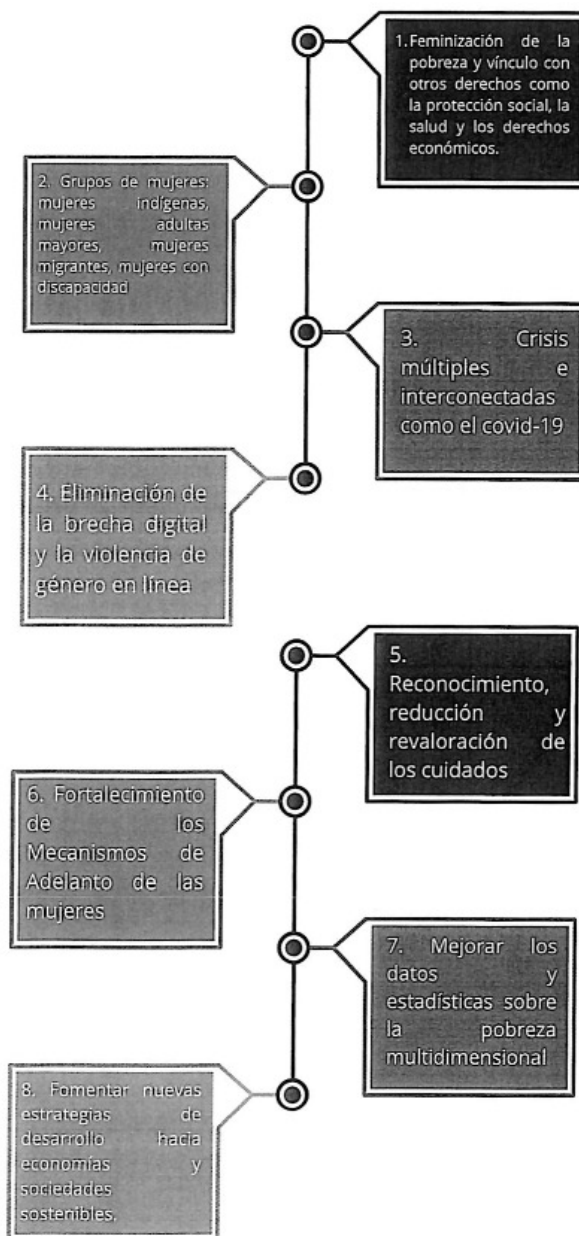 1.Feminización de la
pobreza y vínculo con
otros derechos como
la protección social, la
salud y los derechos
económicos.
2. Grupos de mujeres:
mujeres indígenas,
mujeres adultas
mayores, mujeres
migrantes, mujeres con
discapacidad
3. Crisis
múltiples e
interconectadas
como el covid-19
4. Eliminación de
la brecha digital
y la violencia de
género en línea
5.
Reconocimiento,
reducción y
revaloración de
los cuidados
6. Fortalecimiento
de los
Mecanismos de
Adelanto de las
mujeres
7. Mejorar los
datos y
estadísticas sobre
la pobreza
multidimensional
8. Fomentar nuevas
estrategias de
desarrollo hacia
economías y
sociedades
sostenibles.